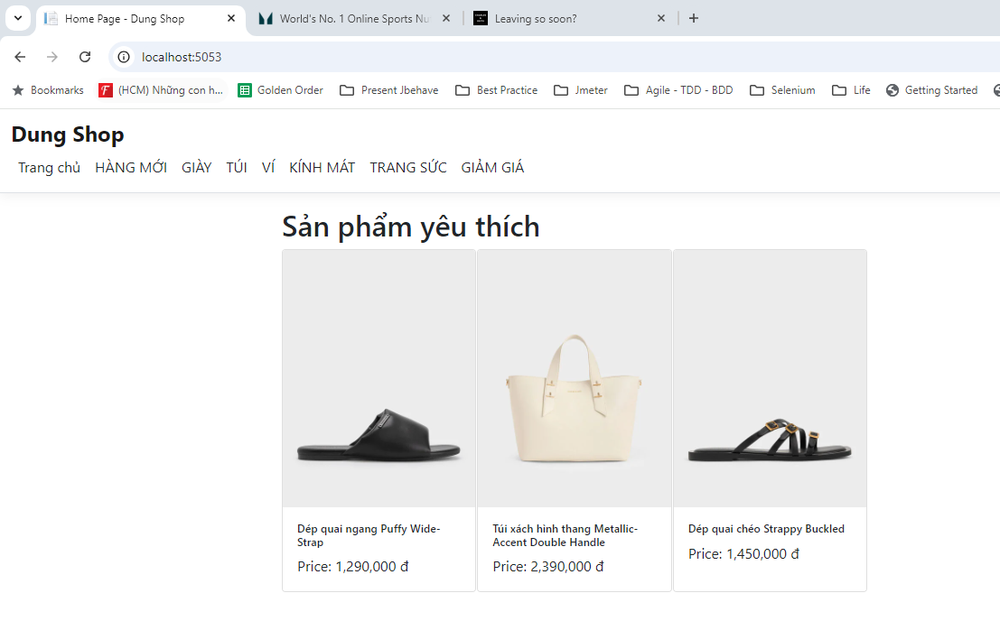 Home Page - Dung Shop
World's No. 1 Online Sports Nu
Leaving so soon?
localhost:5053
Bookmarks
(HCM) Những con h...
Golden Order
Present Jbehave
Best Practice
Jmeter
Agile - TDD - BDD
Selenium
Life
Getting Started
Dung Shop
Trang chủ HÀNG MỚI GIÀY TÚI VÍ KÍNH MÁT TRANG SỨC GIẢM GIÁ
Sản phẩm yêu thích
Dép quai ngang Puffy Wide-
Strap
Price: 1,290,000 đ
Túi xách hình thang Metallic-
Accent Double Handle
Price: 2,390,000 đ
Dép quai chéo Strappy Buckled
Price: 1,450,000 đ